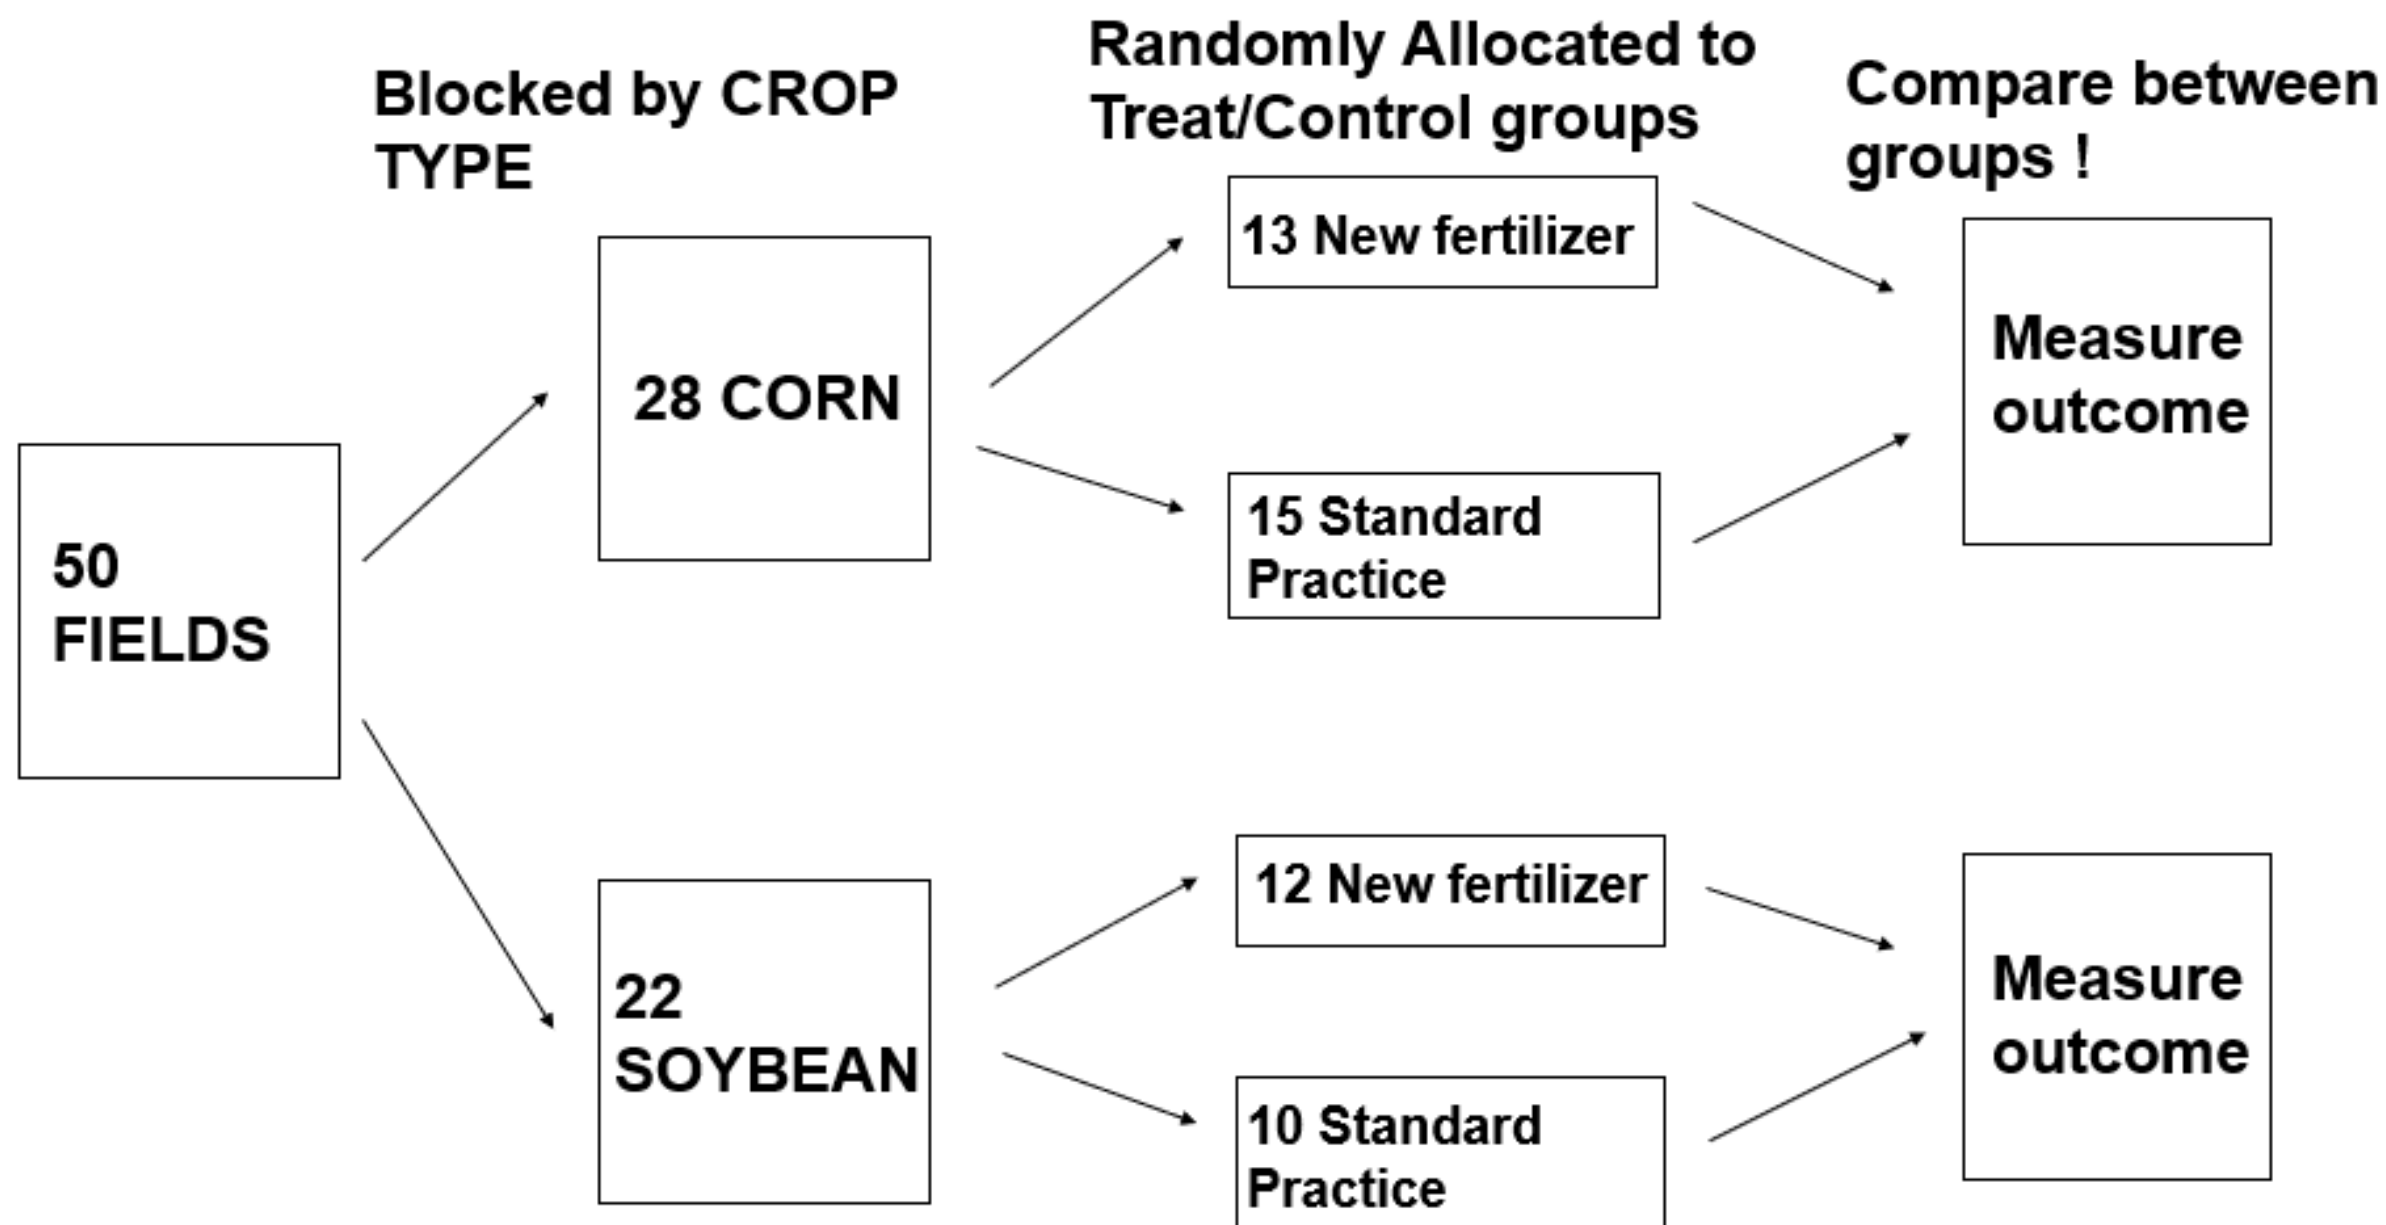 Blocked by CROP
TYPE
Randomly Allocated to
Treat/Control groups
Compare between
groups !
50
FIELDS
28 CORN
13 New fertilizer
15 Standard
Practice
Measure
outcome
22
SOYBEAN
12 New fertilizer
10 Standard
Practice
Measure
outcome